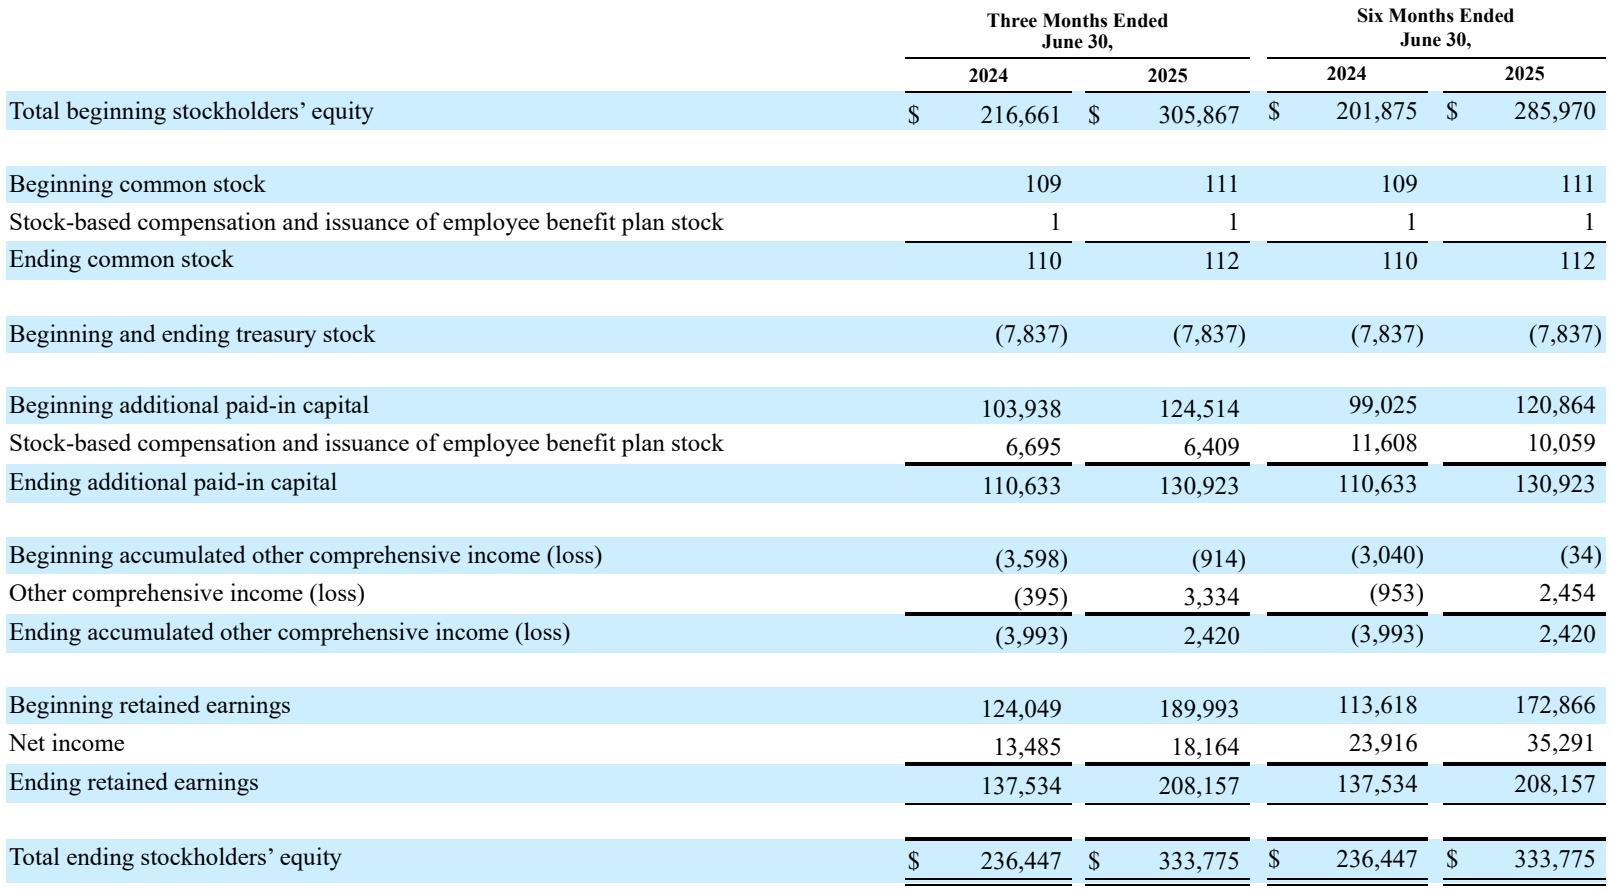 Three Months Ended Six Months Ended
June 30, June 30,
2024 2025 2024 2025
Total beginning stockholders’ equity $ 216,661 $ 305,867 $ 201,875 $ 285,970
Beginning common stock 109 111 109 111
Stock-based compensation and issuance of employee benefit plan stock 1 1 1 1
Ending common stock 110 112 110 112
Beginning and ending treasury stock (7,837) (7,837) (7,837) (7,837)
Beginning additional paid-in capital 103,938 124,514 99,025 120,864
Stock-based compensation and issuance of employee benefit plan stock 6,695 6,409 11,608 10,059
Ending additional paid-in capital 110,633 130,923 110,633 130,923
Beginning accumulated other comprehensive income (loss) (3,598) (914) (3,040) (34)
Other comprehensive income (loss) (395) 3,334 (953) 2,454
Ending accumulated other comprehensive income (loss) (3,993) 2,420 (3,993) 2,420
Beginning retained earnings 124,049 189,993 113,618 172,866
Net income 13,485 18,164 23,916 35,291
Ending retained earnings 137,534 208,157 137,534 208,157
Total ending stockholders’ equity $ 236,447 $ 333,775 $ 236,447 $ 333,775